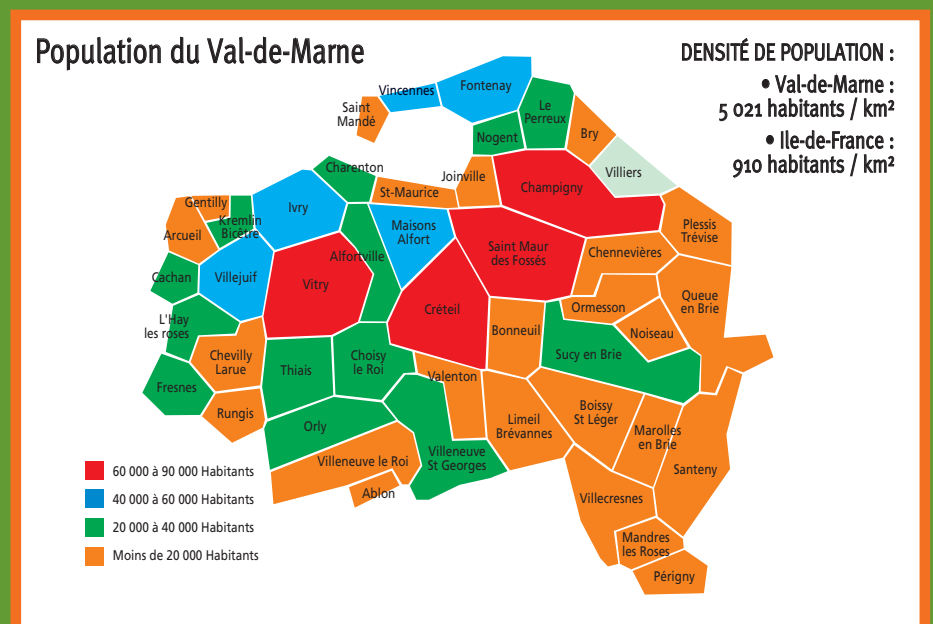 Population du Val-de-Marne
DENSITÉ DE POPULATION :
• Val-de-Marne :
5 021 habitants / km²
• Ile-de-France :
910 habitants / km²
Vincennes
Fontenay
Saint
Mandé
Le
Perreux
Nogent
Bry
Villiers
Charenton
Joinville
St-Maurice
Champigny
Gentilly
Kremlin
Bicêtre
Ivry
Arcueil
Maisons
Alfort
Plessis
Trévise
Saint Maur
des Fossés
Chennevières
Alfortville
Cachan
Villejuif
Vitry
Créteil
Ormesson
Queue
en Brie
L'Hay
les roses
Bonneuil
Noiseau
Chevilly
Larue
Thiais
Choisy
le Roi
Sucy en Brie
Fresnes
Valenton
Rungis
Orly
Limeil
Brévannes
Boissy
St Léger
Marolles
en Brie
Villeneuve
St Georges
Villeneuve le Roi
Santeny
Ablon
Villecresnes
Mandres
les Roses
Périgny
60 000 à 90 000 Habitants
40 000 à 60 000 Habitants
20 000 à 40 000 Habitants
Moins de 20 000 Habitants